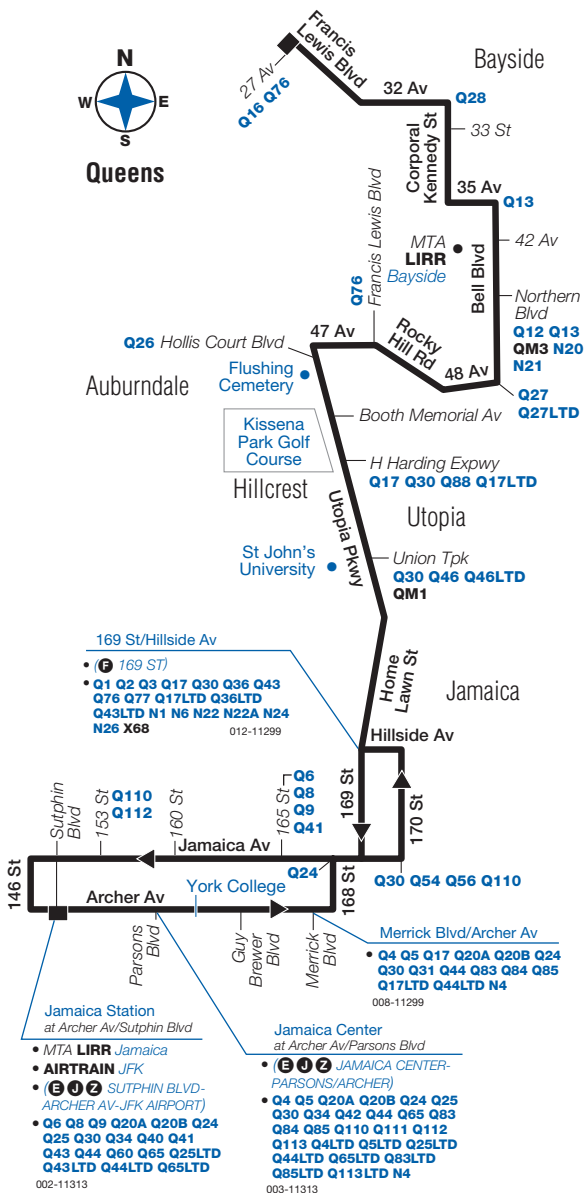 Francis
Lewis Blvd
Bayside
N
W E
S
Queens
27 Av
Q16 Q76
32 Av
Q28
Corporal
Kennedy St
33 St
35 Av
Q13
42 Av
MTA
LIRR
Bayside
Bell Blvd
Northern
Blvd
Q12 Q13
QM3 N20
N21
Q76
Francis Lewis Blvd
47 Av
Rocky
Hill Rd
48 Av
Q27
Q27LTD
Q26 Hollis Court Blvd
Flushing
Cemetery
Auburndale
Booth Memorial Av
Kissena
Park Golf
Course
H Harding Expwy
Q17 Q30 Q88 Q17LTD
Hillcrest
Utopia
Utopia Pkwy
St John's
University
Union Tpk
Q30 Q46 Q46LTD
QM1
169 St/Hillside Av
• (F 169 ST)
• Q1 Q2 Q3 Q17 Q30 Q36 Q43
Q76 Q77 Q17LTD Q36LTD
Q43LTD N1 N6 N22 N22A N24
N26 X68
012-11299
Home
Lawn St
Jamaica
Hillside Av
169 St
170 St
Sutphin
Blvd
153 St
Q110
Q112
160 St
165 St
Q6
Q8
Q9
Q41
Jamaica Av
Q24
Q30 Q54 Q56 Q110
146 St
Archer Av
York College
168 St
Parsons
Blvd
Guy
Brewer
Blvd
Merrick
Blvd
Merrick Blvd/Archer Av
• Q4 Q5 Q17 Q20A Q20B Q24
Q30 Q31 Q44 Q83 Q84 Q85
Q17LTD Q44LTD N4
008-11299
Jamaica Station
at Archer Av/Sutphin Blvd
• MTA LIRR Jamaica
• AIRTRAIN JFK
• (E J Z SUTPHIN BLVD-
ARCHER AV-JFK AIRPORT)
• Q6 Q8 Q9 Q20A Q20B Q24
Q25 Q30 Q34 Q40 Q41
Q43 Q44 Q60 Q65 Q25LTD
Q43LTD Q44LTD Q65LTD
002-11313
Jamaica Center
at Archer Av/Parsons Blvd
• (E J Z JAMAICA CENTER-
PARSONS/ARCHER)
• Q4 Q5 Q20A Q20B Q24 Q25
Q30 Q34 Q42 Q44 Q65 Q83
Q84 Q85 Q110 Q111 Q112
Q113 Q4LTD Q5LTD Q25LTD
Q44LTD Q65LTD Q83LTD
Q85LTD Q113LTD N4
003-11313